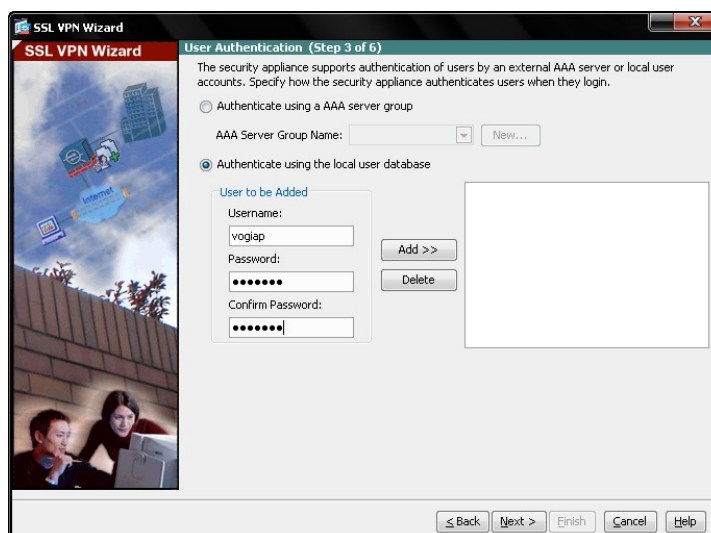 SSL VPN Wizard
SSL VPN Wizard
User Authentication (Step 3 of 6)
The security appliance supports authentication of users by an external AAA server or local user
accounts. Specify how the security appliance authenticates users when they login.
Authenticate using a AAA server group
AAA Server Group Name:
New...
Authenticate using the local user database
User to be Added
Username:
vogiap
Password:
•••••••
Confirm Password:
•••••••
Add >>
Delete
Internet
< Back
Next >
Finish
Cancel
Help